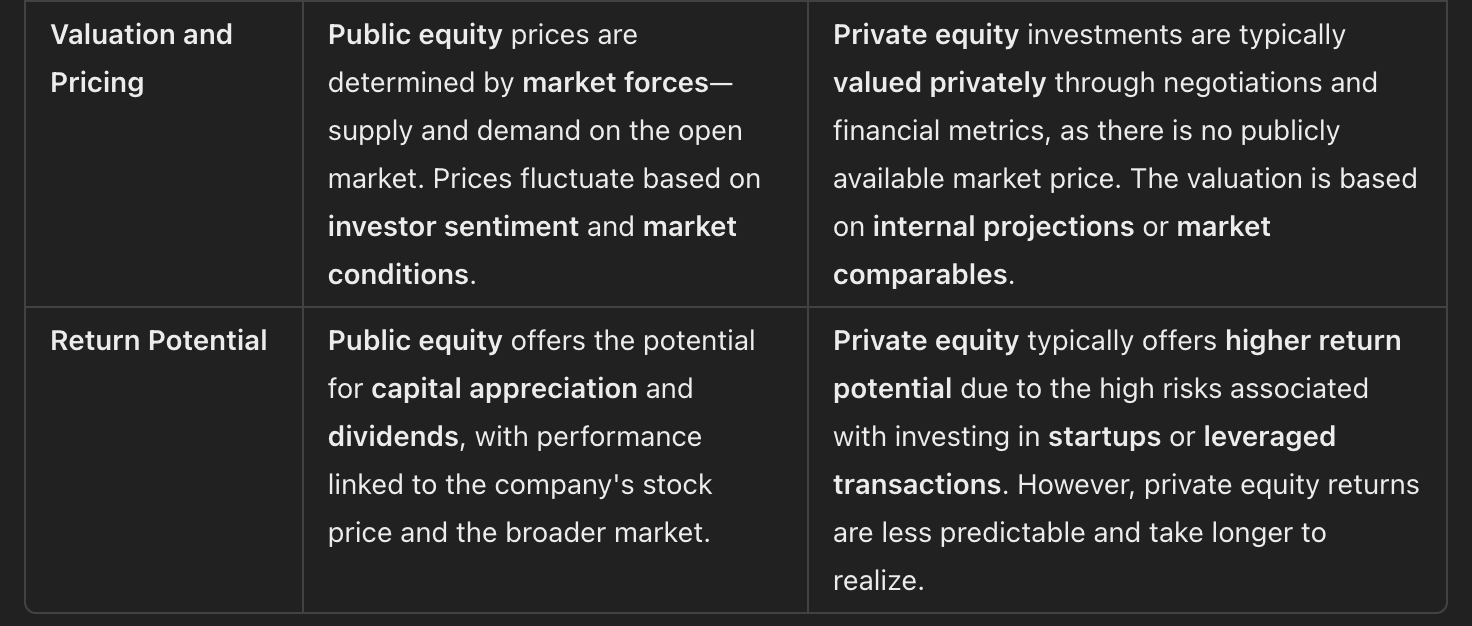 Valuation and
Pricing
Public equity prices are
determined by market forces—
supply and demand on the open
market. Prices fluctuate based on
investor sentiment and market
conditions.
Private equity investments are typically
valued privately through negotiations and
financial metrics, as there is no publicly
available market price. The valuation is based
on internal projections or market
comparables.
Return Potential
Public equity offers the potential
for capital appreciation and
dividends, with performance
linked to the company's stock
price and the broader market.
Private equity typically offers higher return
potential due to the high risks associated
with investing in startups or leveraged
transactions. However, private equity returns
are less predictable and take longer to
realize.